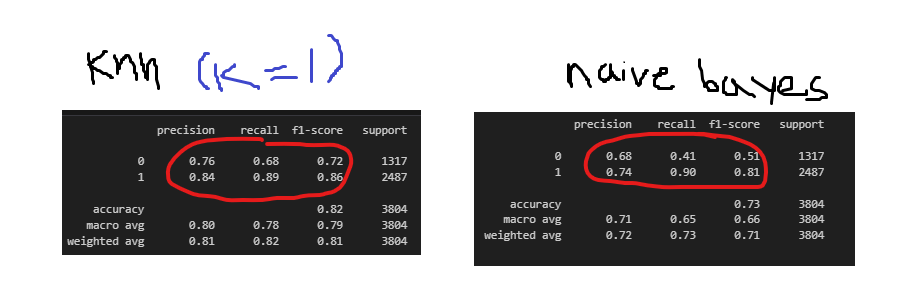 Knn (K=1)
precision recall f1-score support
0 0.76 0.68 0.72 1317
1 0.84 0.89 0.86 2487
accuracy 0.82 3804
macro avg 0.80 0.78 0.79 3804
weighted avg 0.81 0.82 0.81 3804
naive bayes
precision recall f1-score support
0 0.68 0.41 0.51 1317
1 0.74 0.90 0.81 2487
accuracy 0.73 3804
macro avg 0.71 0.65 0.66 3804
weighted avg 0.72 0.73 0.71 3804